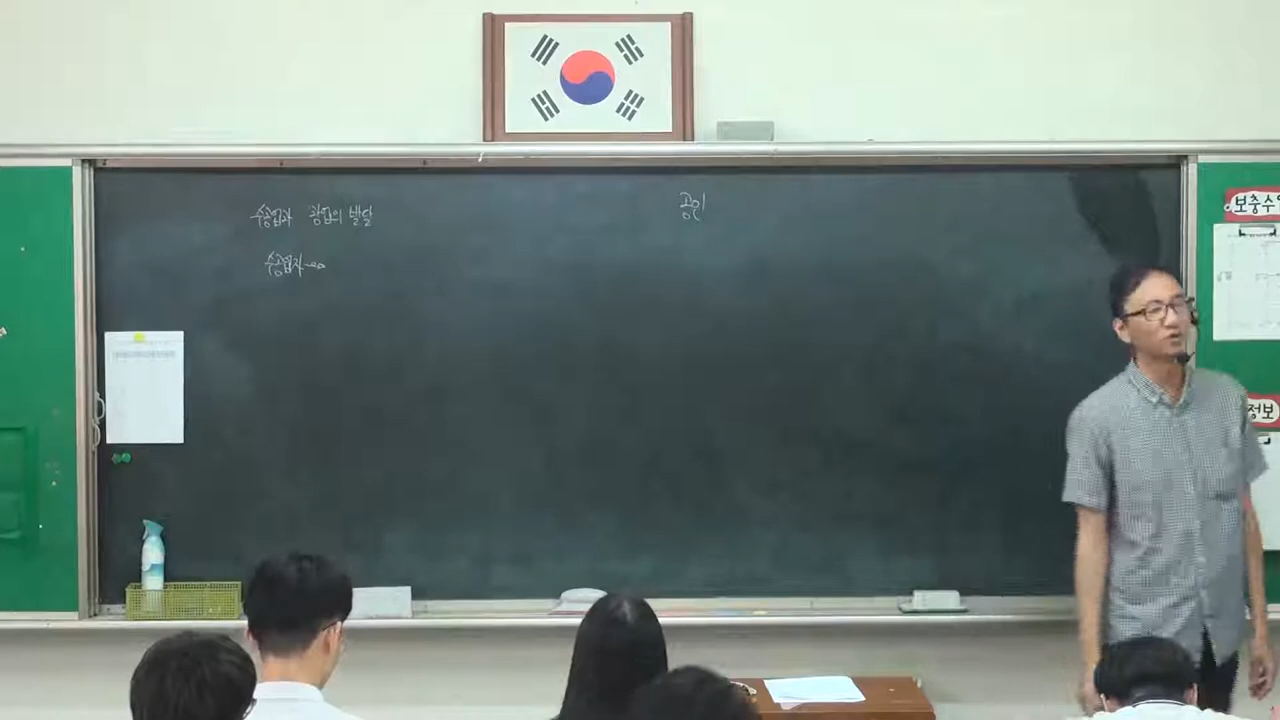 수공업과 광업의 발달
수공업자
공인
보충수
정보